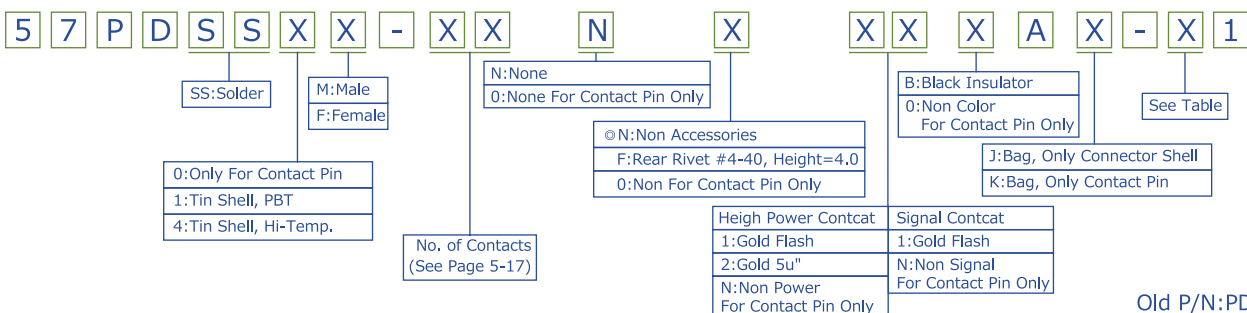 5 7 P D S S X X - X X N X X X X A X - X 1
SS:Solder
M:Male
F:Female
N:None
0:None For Contact Pin Only
B:Black Insulator
0:Non Color
For Contact Pin Only
See Table
◎N:Non Accessories
F:Rear Rivet #4-40, Height=4.0
0:Non For Contact Pin Only
J:Bag, Only Connector Shell
K:Bag, Only Contact Pin
0:Only For Contact Pin
1:Tin Shell, PBT
4:Tin Shell, Hi-Temp.
No. of Contacts
(See Page 5-17)
Heigh Power Contcat
1:Gold Flash
2:Gold 5u"
N:Non Power
For Contact Pin Only
Signal Contcat
1:Gold Flash
N:Non Signal
For Contact Pin Only
Old P/N:PD